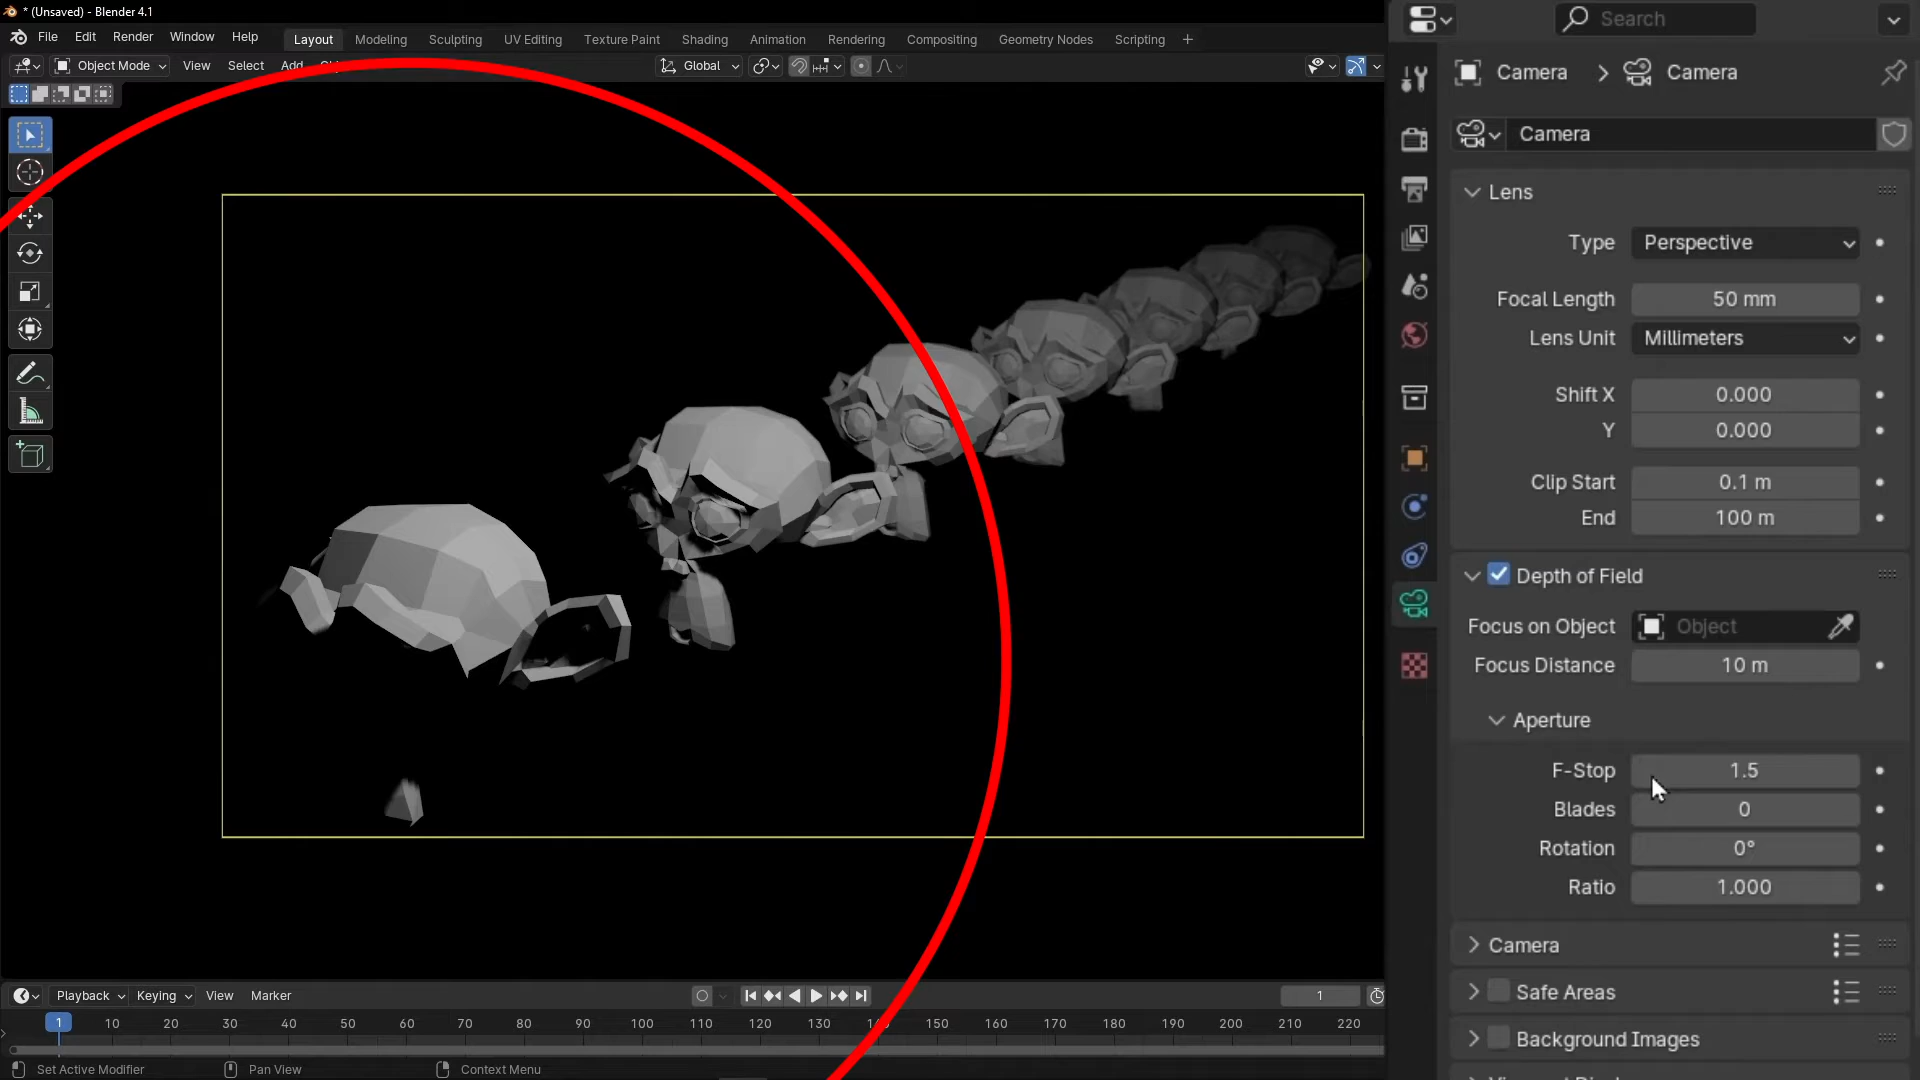 * (Unsaved) - Blender 4.1
File Edit Render Window Help Layout Modeling Sculpting UV Editing Texture Paint Shading Animation Rendering Compositing Geometry Nodes Scripting +
Object Mode View Select Add Global
Search
Camera > Camera
Camera
Lens
Type Perspective
Focal Length 50 mm
Lens Unit Millimeters
Shift X 0.000
Y 0.000
Clip Start 0.1 m
End 100 m
Depth of Field
Focus on Object Object
Focus Distance 10 m
Aperture
F-Stop 1.5
Blades 0
Rotation 0°
Ratio 1.000
Camera
Safe Areas
Background Images
Playback Keying View Marker 1
1 10 20 30 40 50 60 70 80 90 100 110 120 130 140 150 160 170 180 190 200 210 220
Set Active Modifier Pan View Context Menu